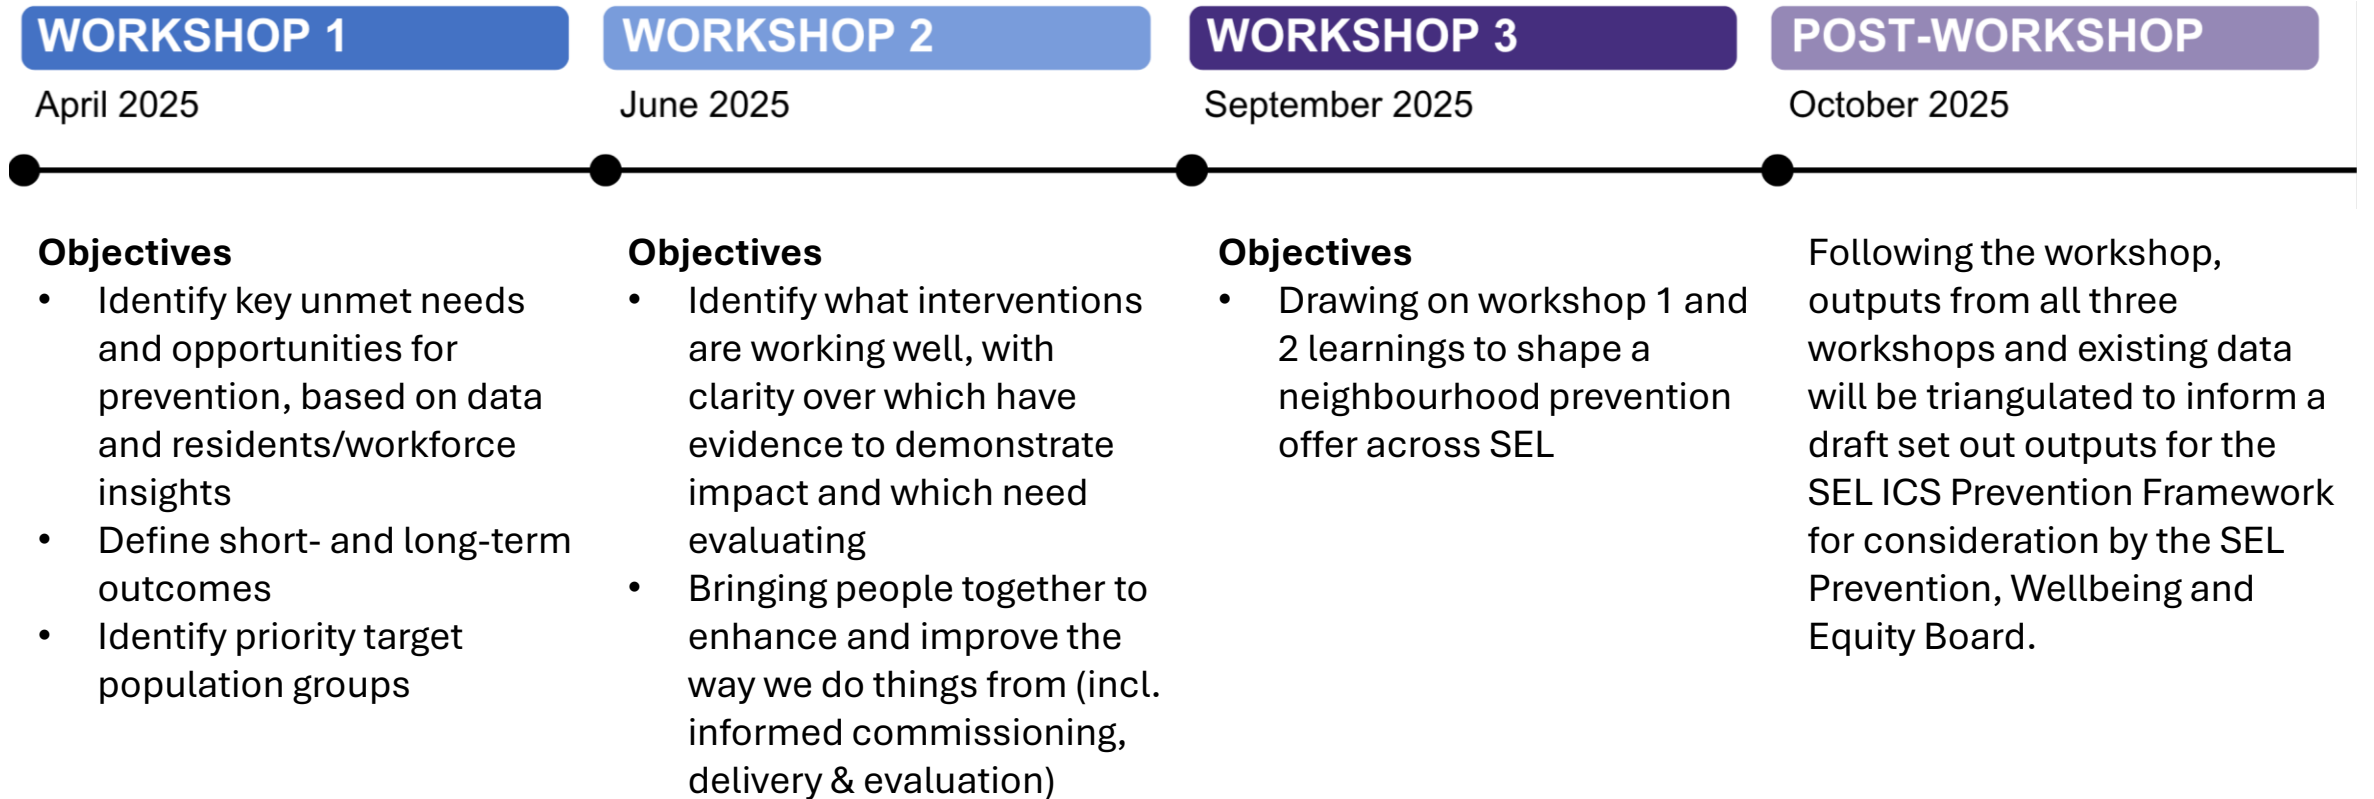 WORKSHOP 1
April 2025
Objectives
• Identify key unmet needs
and opportunities for
prevention, based on data
and residents/workforce
insights
• Define short- and long-term
outcomes
• Identify priority target
population groups
WORKSHOP 2
June 2025
Objectives
• Identify what interventions
are working well, with
clarity over which have
evidence to demonstrate
impact and which need
evaluating
• Bringing people together to
enhance and improve the
way we do things from (incl.
informed commissioning,
delivery & evaluation)
WORKSHOP 3
September 2025
Objectives
• Drawing on workshop 1 and
2 learnings to shape a
neighbourhood prevention
offer across SEL
POST-WORKSHOP
October 2025
Following the workshop,
outputs from all three
workshops and existing data
will be triangulated to inform a
draft set out outputs for the
SEL ICS Prevention Framework
for consideration by the SEL
Prevention, Wellbeing and
Equity Board.